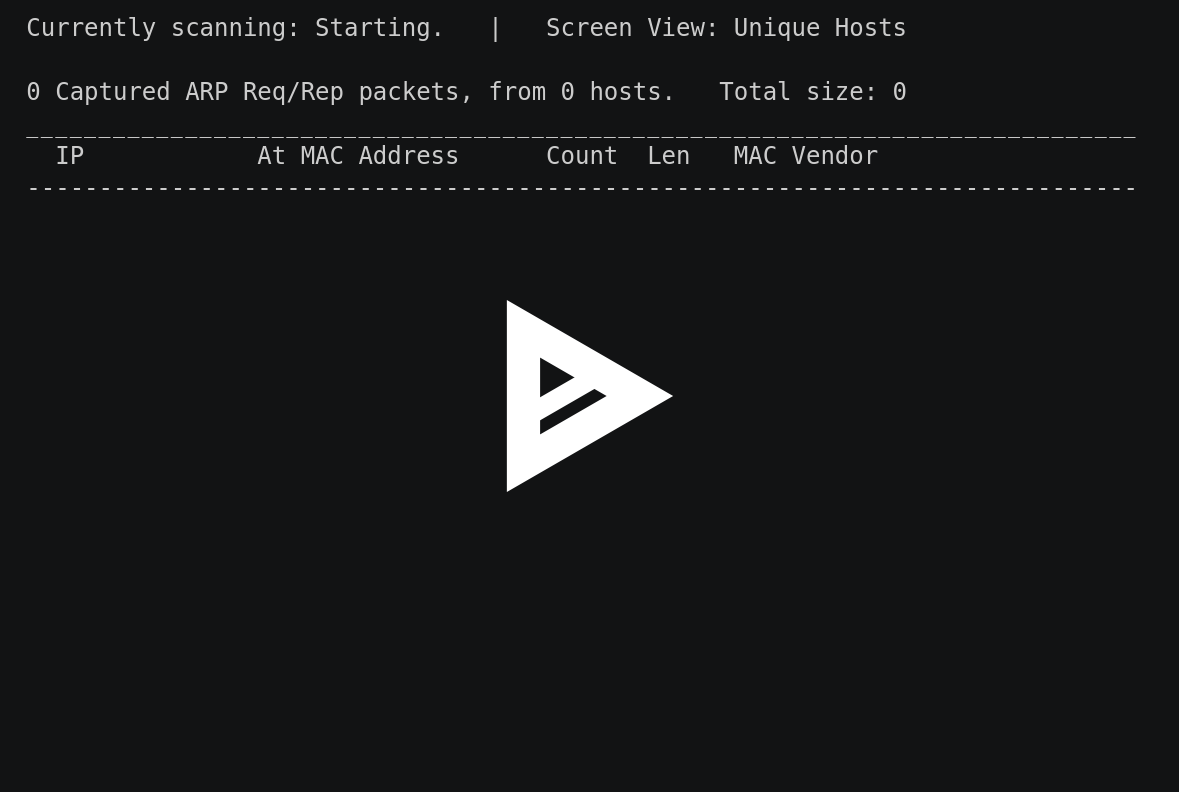 Currently scanning: Starting.   |   Screen View: Unique Hosts
0 Captured ARP Req/Rep packets, from 0 hosts.   Total size: 0
_____________________________________________________________________________
  IP            At MAC Address      Count  Len   MAC Vendor
-----------------------------------------------------------------------------